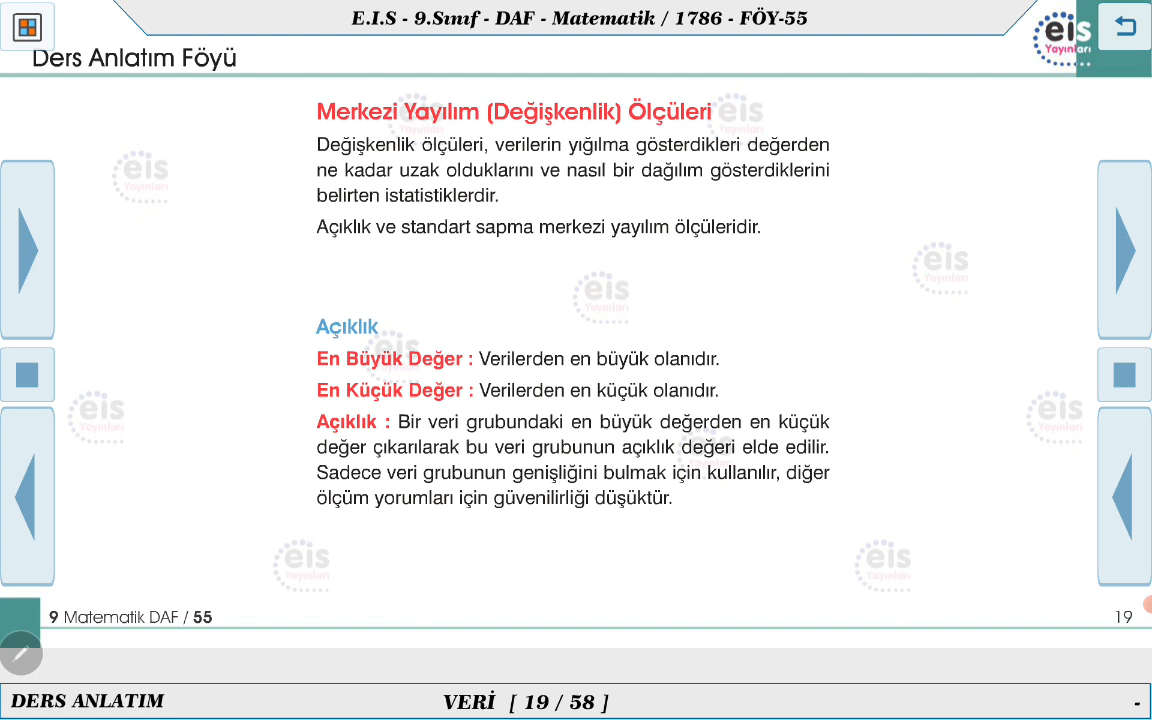 E.I.S - 9.Sınıf - DAF - Matematik / 1786 - FÖY-55
eis
Yayınları
Ders Anlatım Föyü
Merkezi Yayılım (Değişkenlik) Ölçüleri
Değişkenlik ölçüleri, verilerin yığılma gösterdikleri değerden
ne kadar uzak olduklarını ve nasıl bir dağılım gösterdiklerini
belirten istatistiklerdir.
Açıklık ve standart sapma merkezi yayılım ölçüleridir.
Açıklık
En Büyük Değer : Verilerden en büyük olanıdır.
En Küçük Değer : Verilerden en küçük olanıdır.
Açıklık : Bir veri grubundaki en büyük değerden en küçük
değer çıkarılarak bu veri grubunun açıklık değeri elde edilir.
Sadece veri grubunun genişliğini bulmak için kullanılır, diğer
ölçüm yorumları için güvenilirliği düşüktür.
9 Matematik DAF / 55
19
DERS ANLATIM
VERİ [ 19 / 58 ]
-